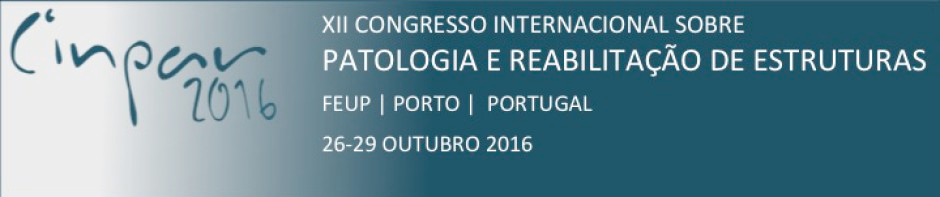 Cinpar
2016
XII CONGRESSO INTERNACIONAL SOBRE
PATOLOGIA E REABILITAÇÃO DE ESTRUTURAS
FEUP | PORTO | PORTUGAL
26-29 OUTUBRO 2016